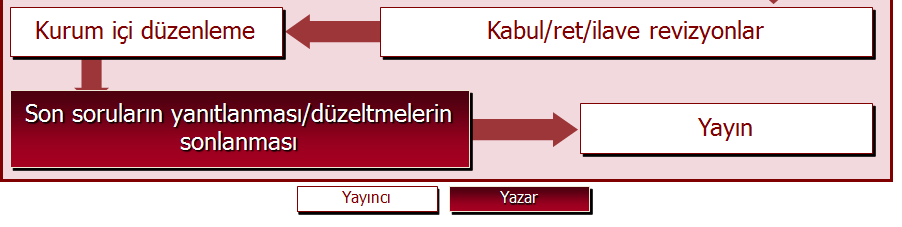 Kurum içi düzenleme
Kabul/ret/ilave revizyonlar
Son soruların yanıtlanması/düzeltmelerin
sonlanması
Yayın
Yayıncı
Yazar